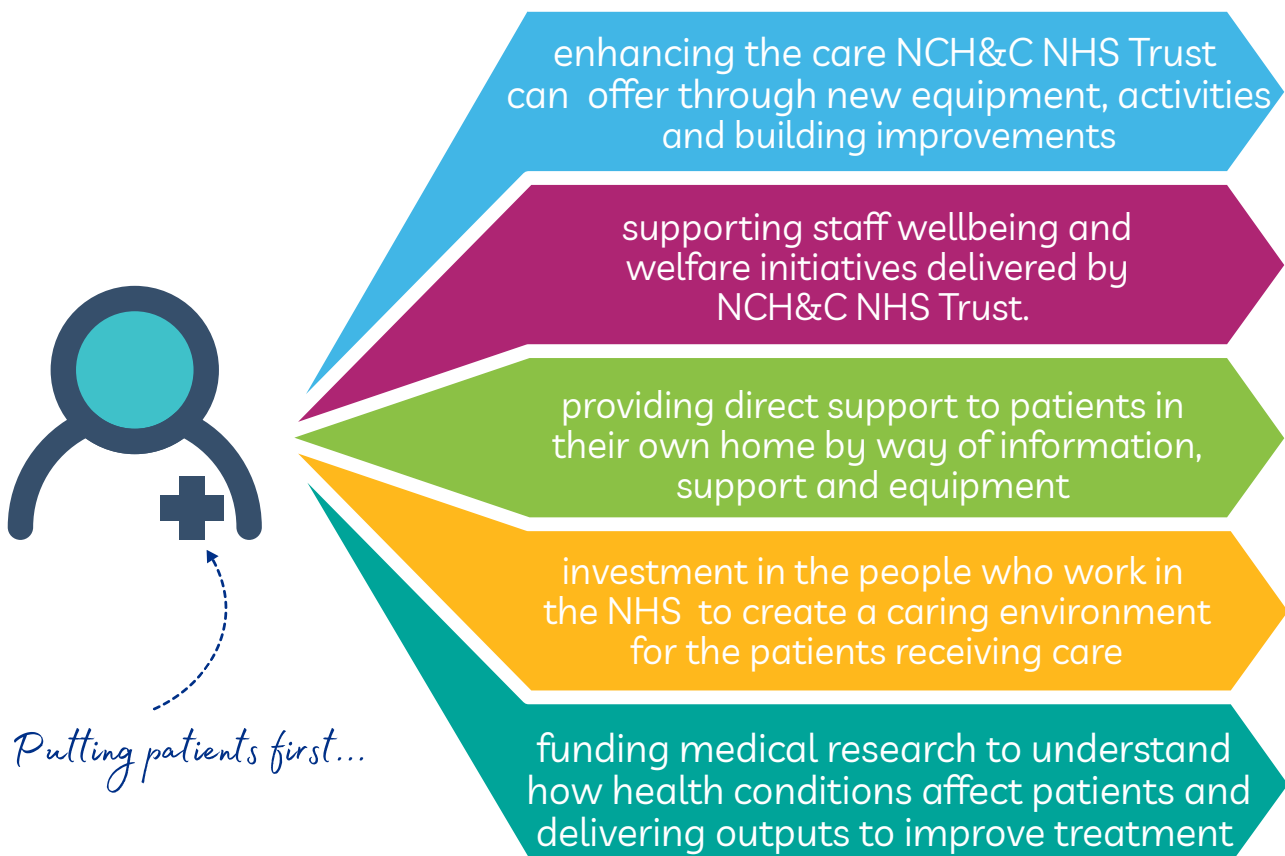 enhancing the care NCH&C NHS Trust
can offer through new equipment, activities
and building improvements
supporting staff wellbeing and
welfare initiatives delivered by
NCH&C NHS Trust.
providing direct support to patients in
their own home by way of information,
support and equipment
investment in the people who work in
the NHS to create a caring environment
for the patients receiving care
funding medical research to understand
how health conditions affect patients and
delivering outputs to improve treatment
Putting patients first...